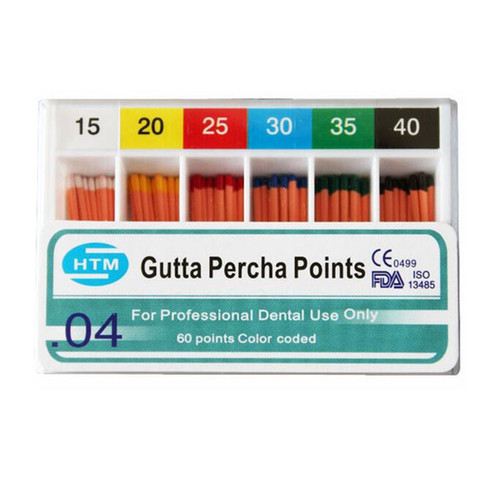 15 20 25 30 35 40
HTM
Gutta Percha Points
CE 0499
FDA ISO
13485
.04
For Professional Dental Use Only
60 points Color coded